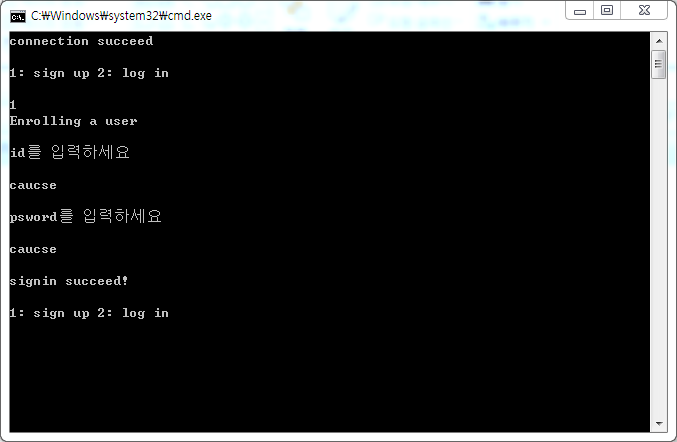 C:₩Windows₩system32₩cmd.exe
connection succeed
1: sign up 2: log in
1
Enrolling a user
id를 입력하세요
caucse
psword를 입력하세요
caucse
signin succeed!
1: sign up 2: log in